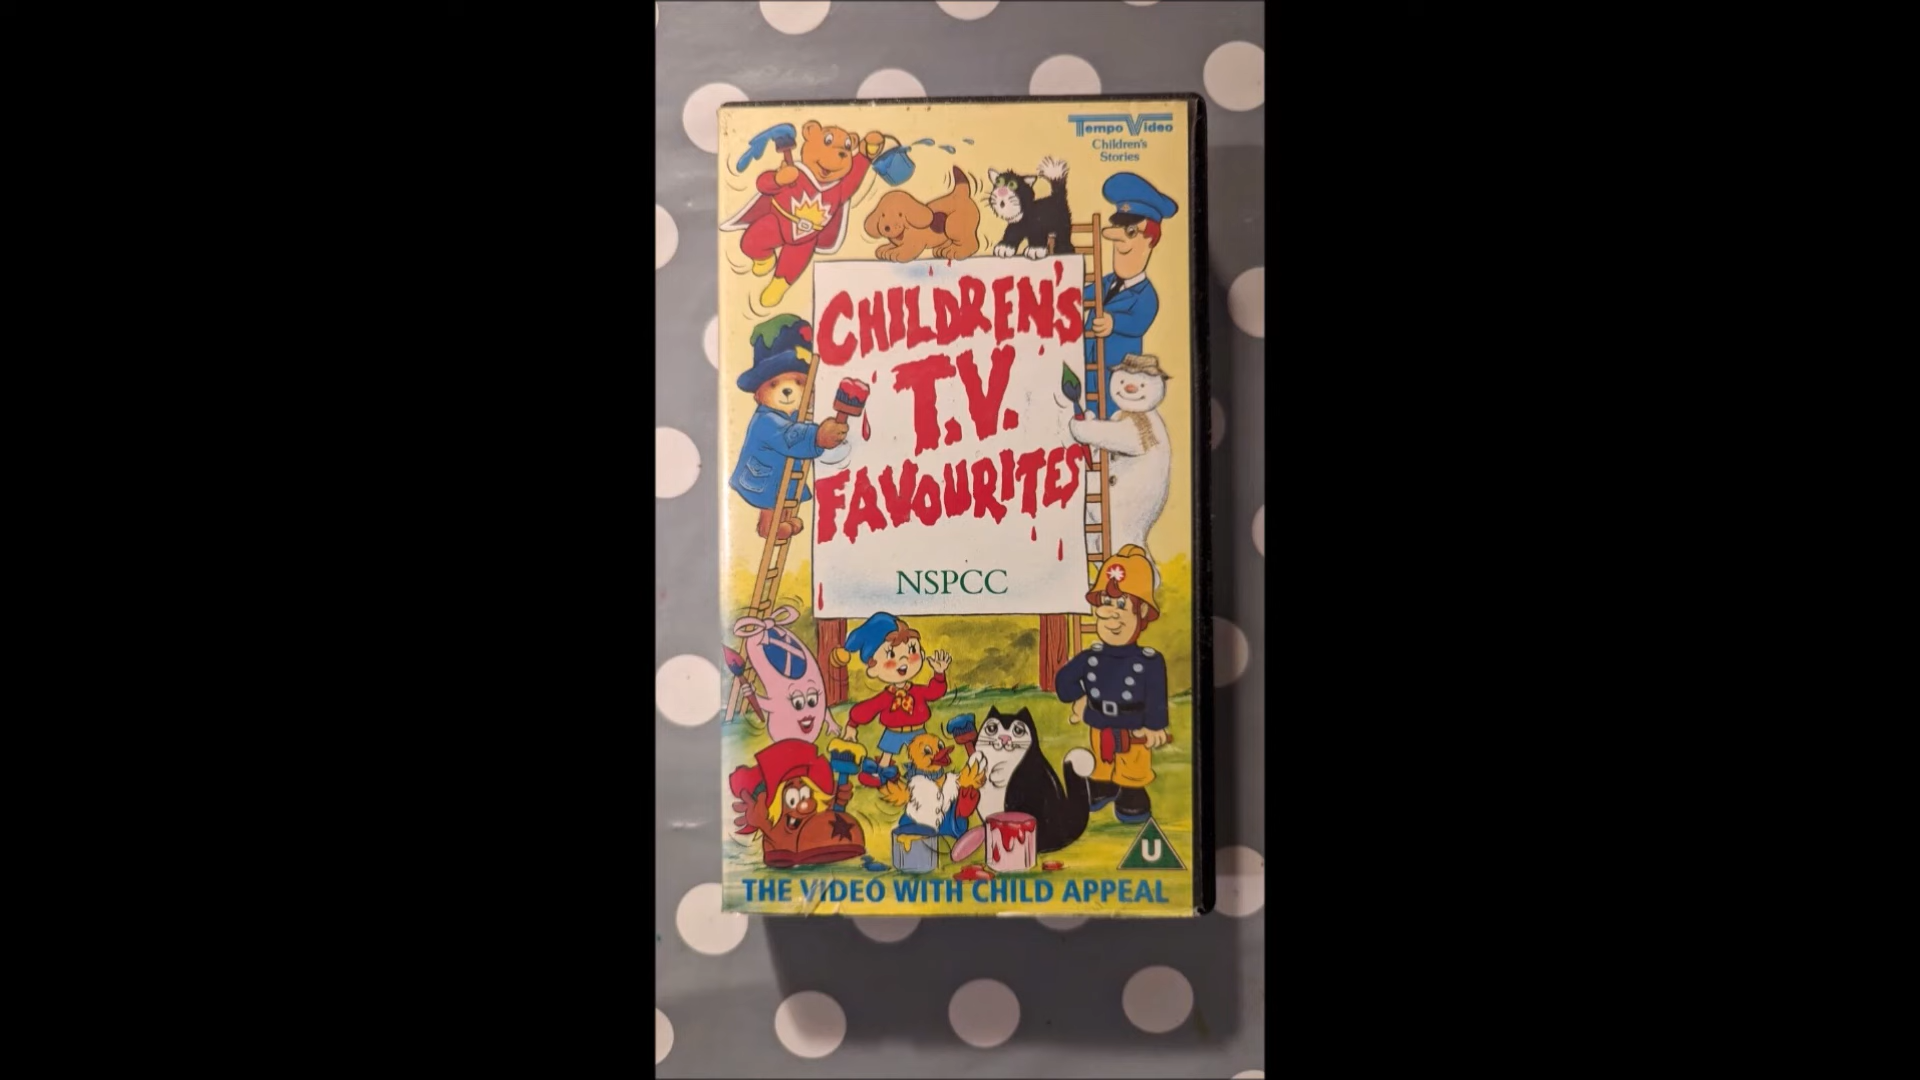 Tempo Video
Children's
Stories
CHILDREN'S
T.V.
FAVOURITES
NSPCC
U
THE VIDEO WITH CHILD APPEAL